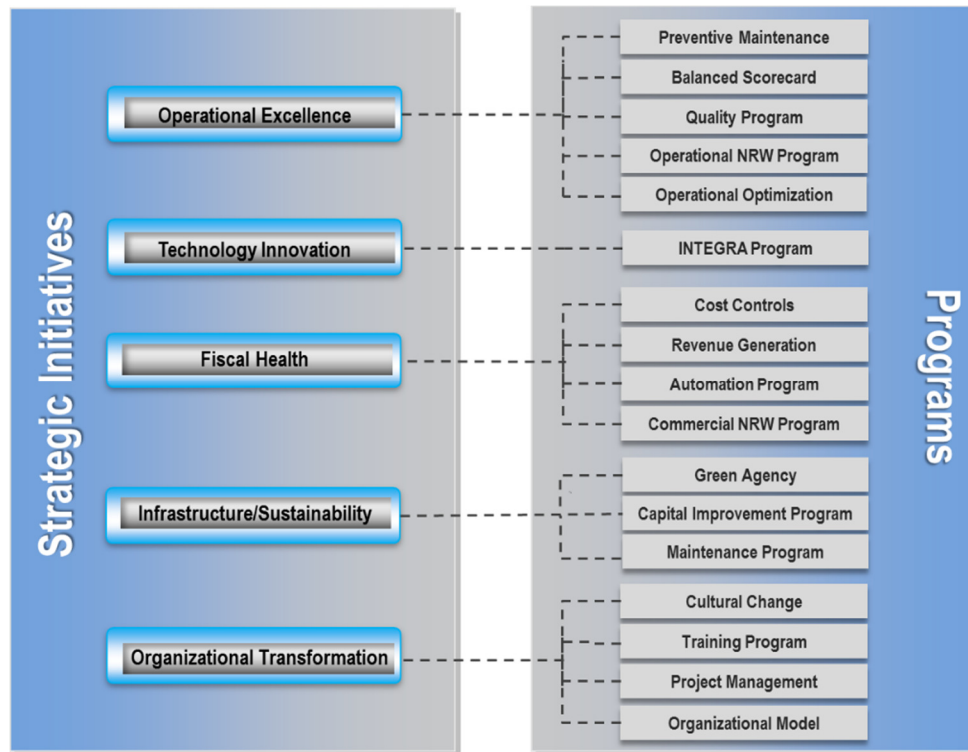 Strategic Initiatives
Operational Excellence
Technology Innovation
Fiscal Health
Infrastructure/Sustainability
Organizational Transformation
Programs
Preventive Maintenance
Balanced Scorecard
Quality Program
Operational NRW Program
Operational Optimization
INTEGRA Program
Cost Controls
Revenue Generation
Automation Program
Commercial NRW Program
Green Agency
Capital Improvement Program
Maintenance Program
Cultural Change
Training Program
Project Management
Organizational Model